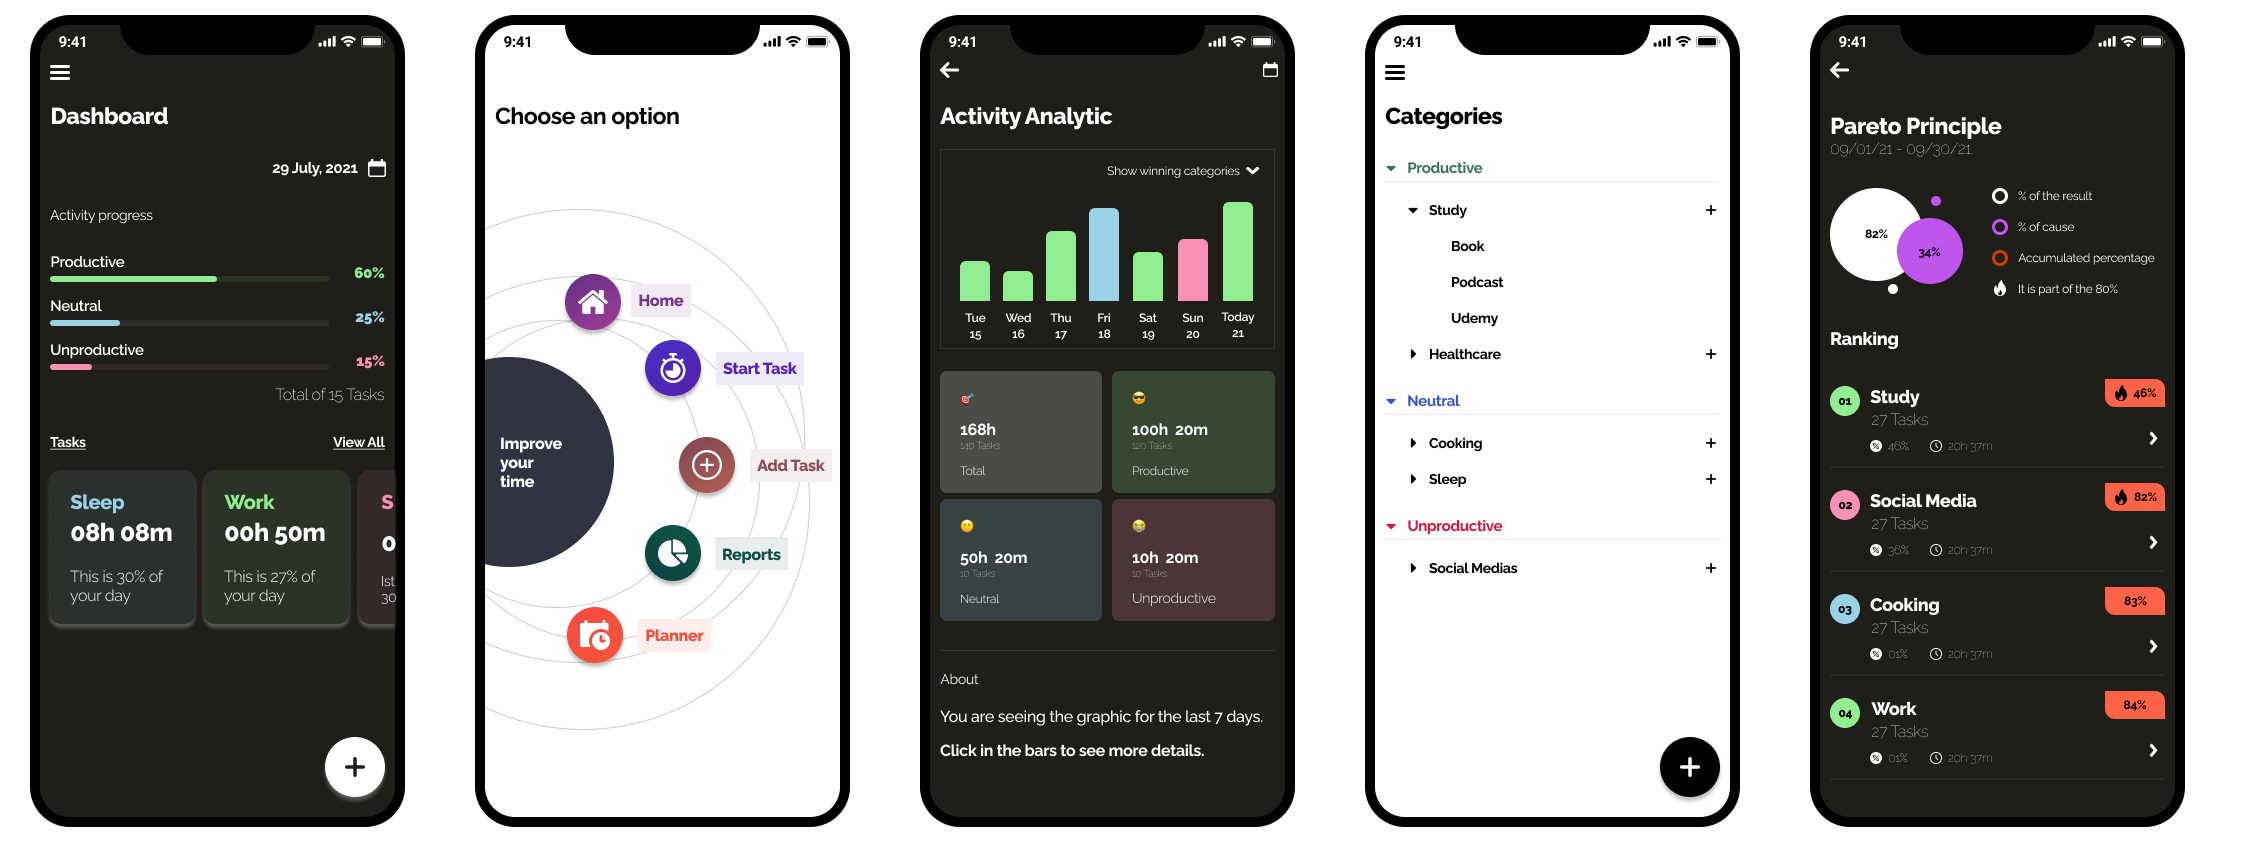 9:41
Dashboard
29 July, 2021
Activity progress
Productive
60%
Neutral
25%
Unproductive
15%
Total of 15 Tasks
Tasks
View All
Sleep
08h 08m
This is 30% of
your day
Work
00h 50m
This is 27% of
your day
S
0
Ist
30
9:41
Choose an option
Home
Start Task
Improve
your
time
Add Task
Reports
Planner
9:41
Activity Analytic
Show winning categories
Tue
15
Wed
16
Thu
17
Fri
18
Sat
19
Sun
20
Today
21
168h
140 Tasks
Total
100h 20m
120 Tasks
Productive
50h 20m
10 Tasks
Neutral
10h 20m
10 Tasks
Unproductive
About
You are seeing the graphic for the last 7 days.
Click in the bars to see more details.
9:41
Categories
Productive
Study
Book
Podcast
Udemy
Healthcare
Neutral
Cooking
Sleep
Unproductive
Social Medias
9:41
Pareto Principle
09/01/21 - 09/30/21
82%
34%
% of the result
% of cause
Accumulated percentage
It is part of the 80%
Ranking
01
Study
27 Tasks
46%
20h 37m
46%
02
Social Media
27 Tasks
36%
20h 37m
82%
03
Cooking
27 Tasks
01%
20h 37m
83%
04
Work
27 Tasks
01%
20h 37m
84%